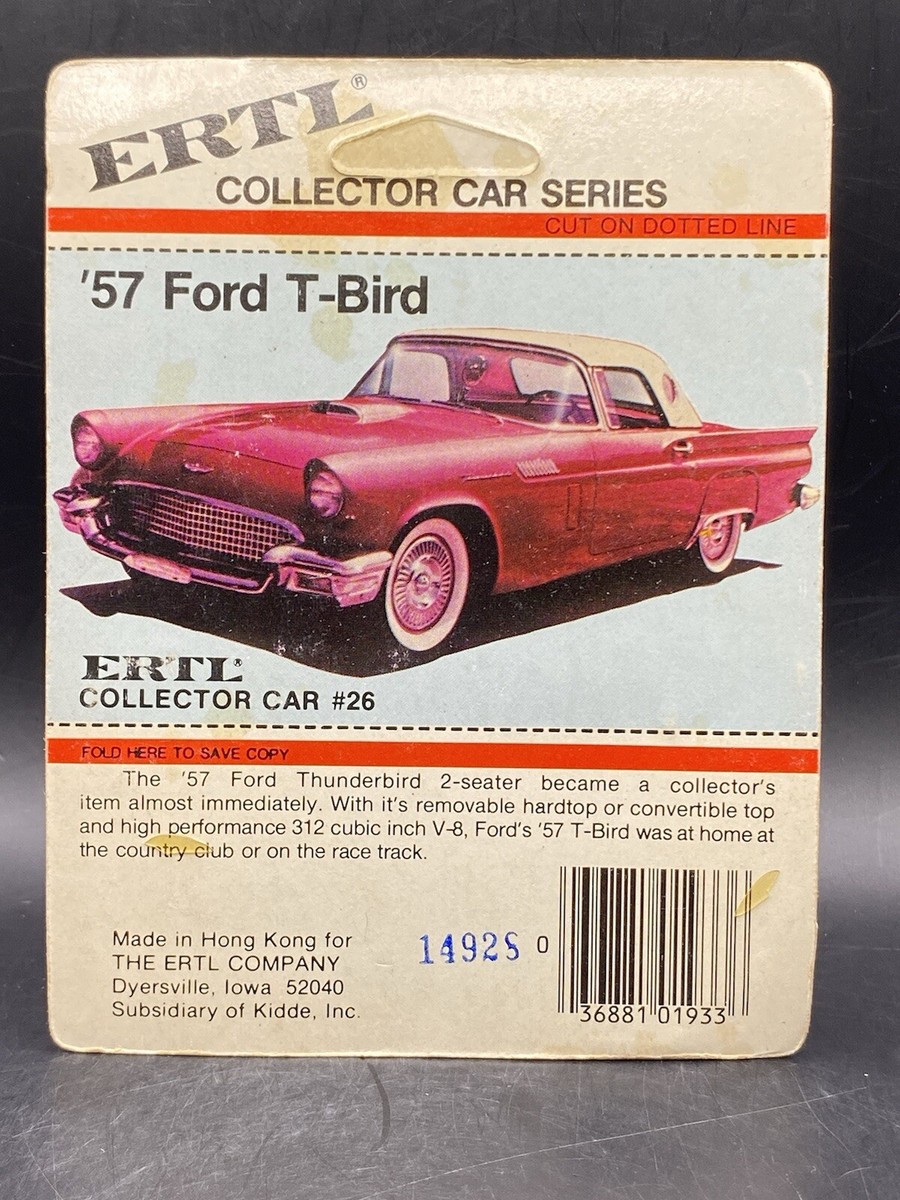 ERTL®
COLLECTOR CAR SERIES
CUT ON DOTTED LINE
'57 Ford T-Bird
ERTL®
COLLECTOR CAR #26
FOLD HERE TO SAVE COPY
The '57 Ford Thunderbird 2-seater became a collector's
item almost immediately. With it's removable hardtop or convertible top
and high performance 312 cubic inch V-8, Ford's '57 T-Bird was at home at
the country club or on the race track.
Made in Hong Kong for
THE ERTL COMPANY
Dyersville, Iowa 52040
Subsidiary of Kidde, Inc.
1492S
0
36881 01933